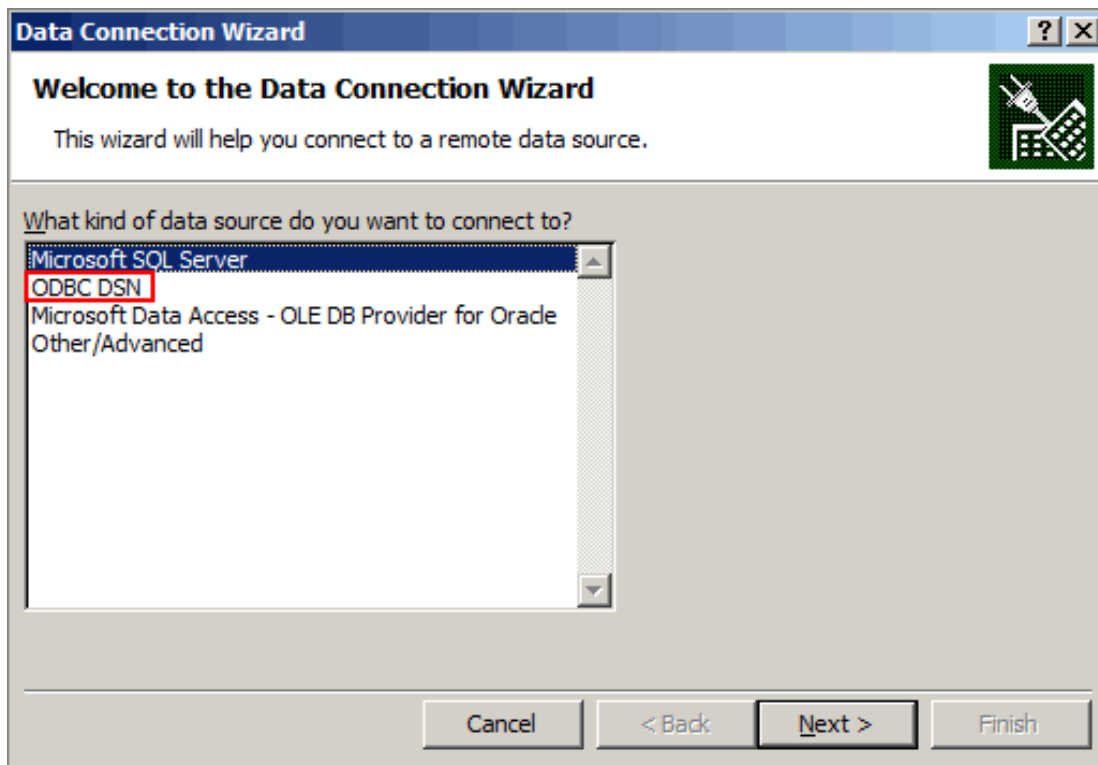 Data Connection Wizard
Welcome to the Data Connection Wizard
This wizard will help you connect to a remote data source.
What kind of data source do you want to connect to?
Microsoft SQL Server
ODBC DSN
Microsoft Data Access - OLE DB Provider for Oracle
Other/Advanced
Cancel < Back Next > Finish